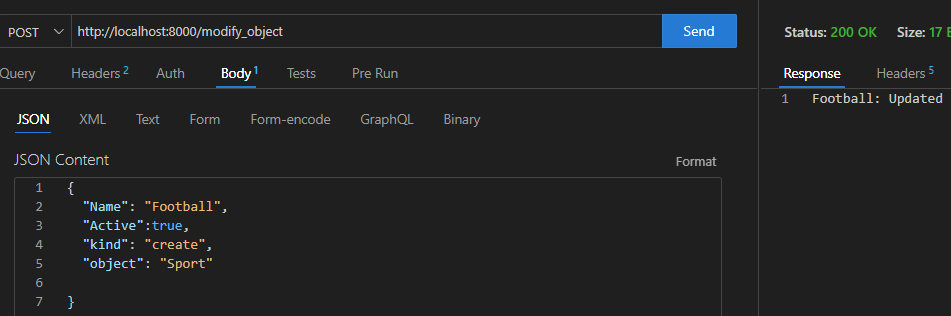 POST http://localhost:8000/modify_object Send
Query Headers 2 Auth Body 1 Tests Pre Run
JSON XML Text Form Form-encode GraphQL Binary
JSON Content Format
1 {
2 "Name": "Football",
3 "Active":true,
4 "kind": "create",
5 "object": "Sport"
6
7 }
Status: 200 OK Size: 17
Response Headers 5
1 Football: Updated